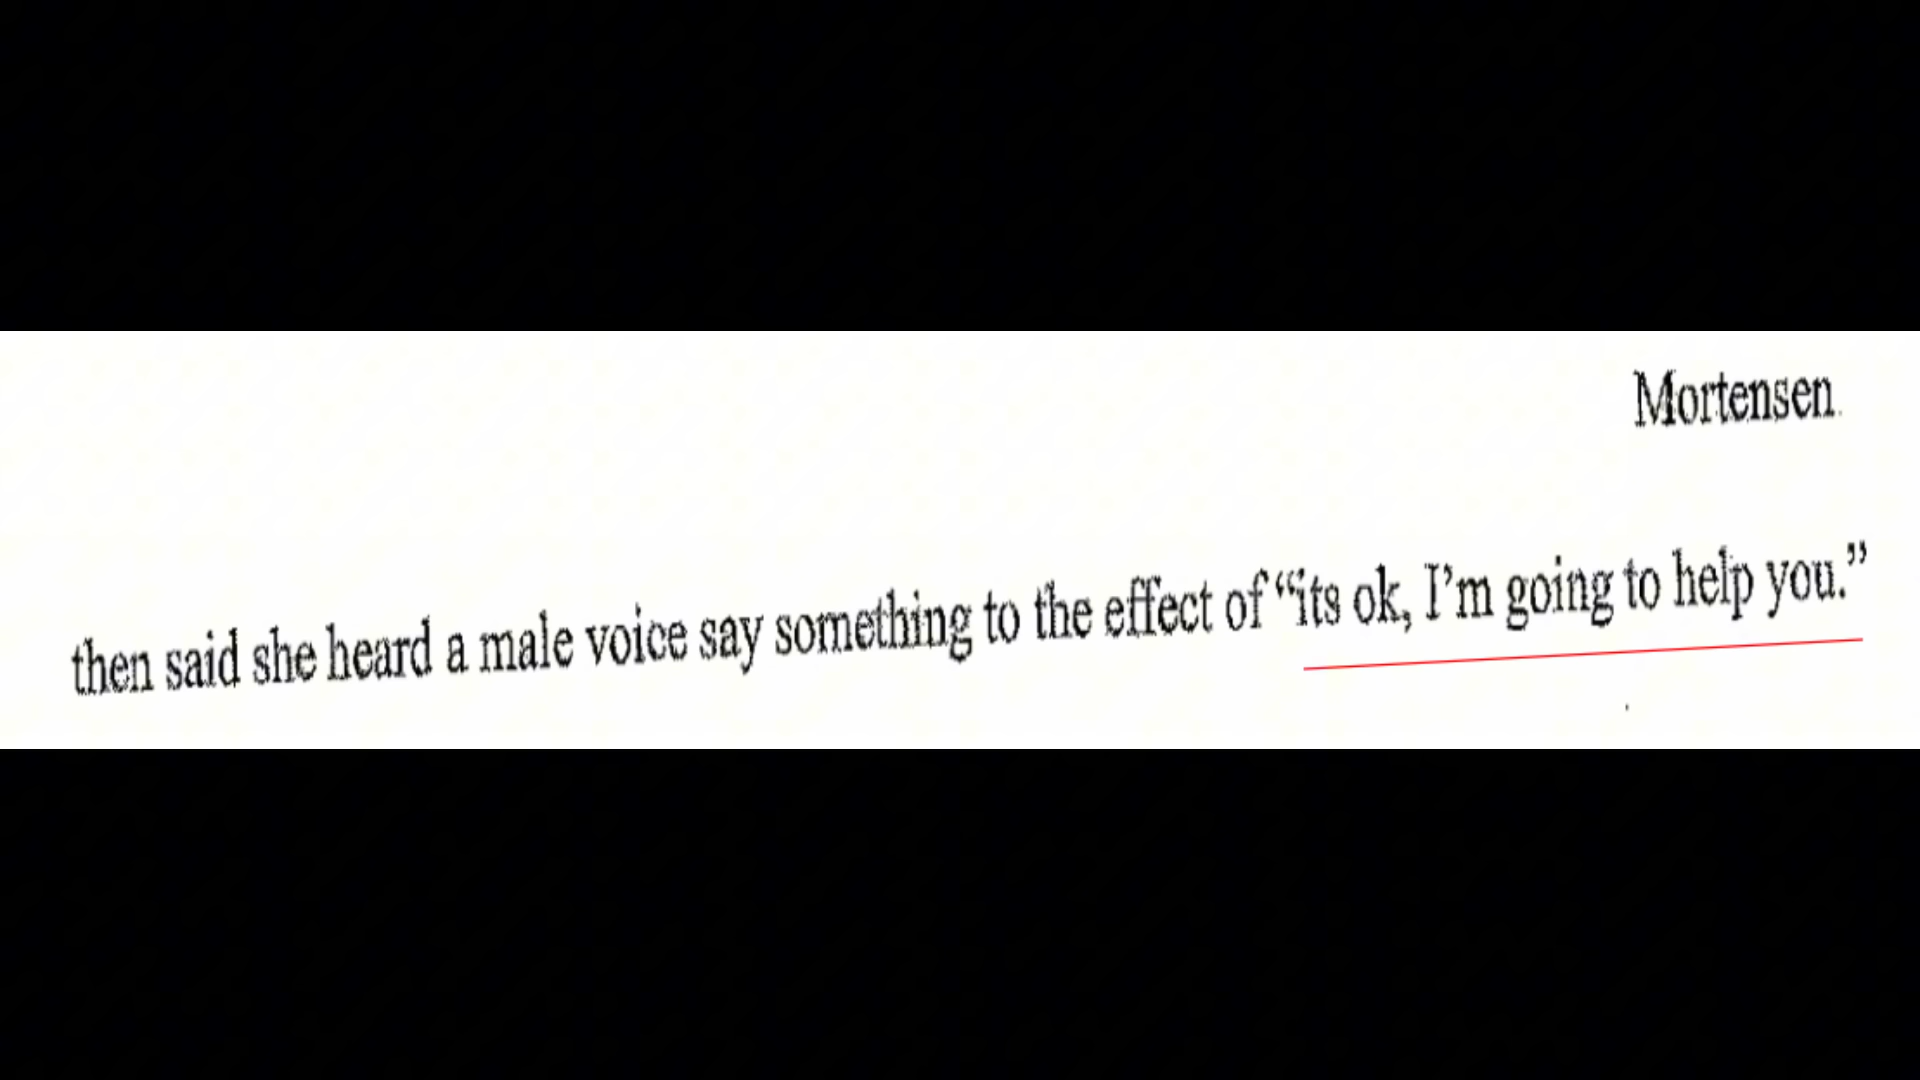 Mortensen
then said she heard a male voice say something to the effect of “its ok, I’m going to help you.”